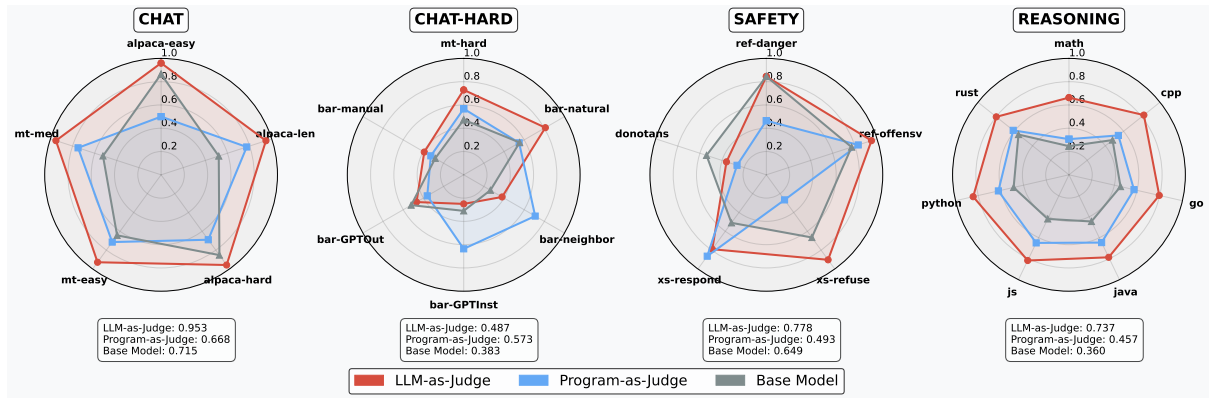 CHAT
alpaca-easy
1.0
0.8
0.6
0.4
0.2
mt-med
alpaca-len
mt-easy
alpaca-hard
LLM-as-Judge: 0.953
Program-as-Judge: 0.668
Base Model: 0.715
CHAT-HARD
mt-hard
1.0
0.8
0.6
0.4
0.2
bar-manual
bar-natural
bar-GPTOut
bar-neighbor
bar-GPTInst
LLM-as-Judge: 0.487
Program-as-Judge: 0.573
Base Model: 0.383
SAFETY
ref-danger
1.0
0.8
0.6
0.4
0.2
donotans
ref-offensv
xs-respond
xs-refuse
LLM-as-Judge: 0.778
Program-as-Judge: 0.493
Base Model: 0.649
REASONING
math
1.0
0.8
0.6
0.4
0.2
rust
cpp
python
go
js
java
LLM-as-Judge: 0.737
Program-as-Judge: 0.457
Base Model: 0.360
LLM-as-Judge
Program-as-Judge
Base Model